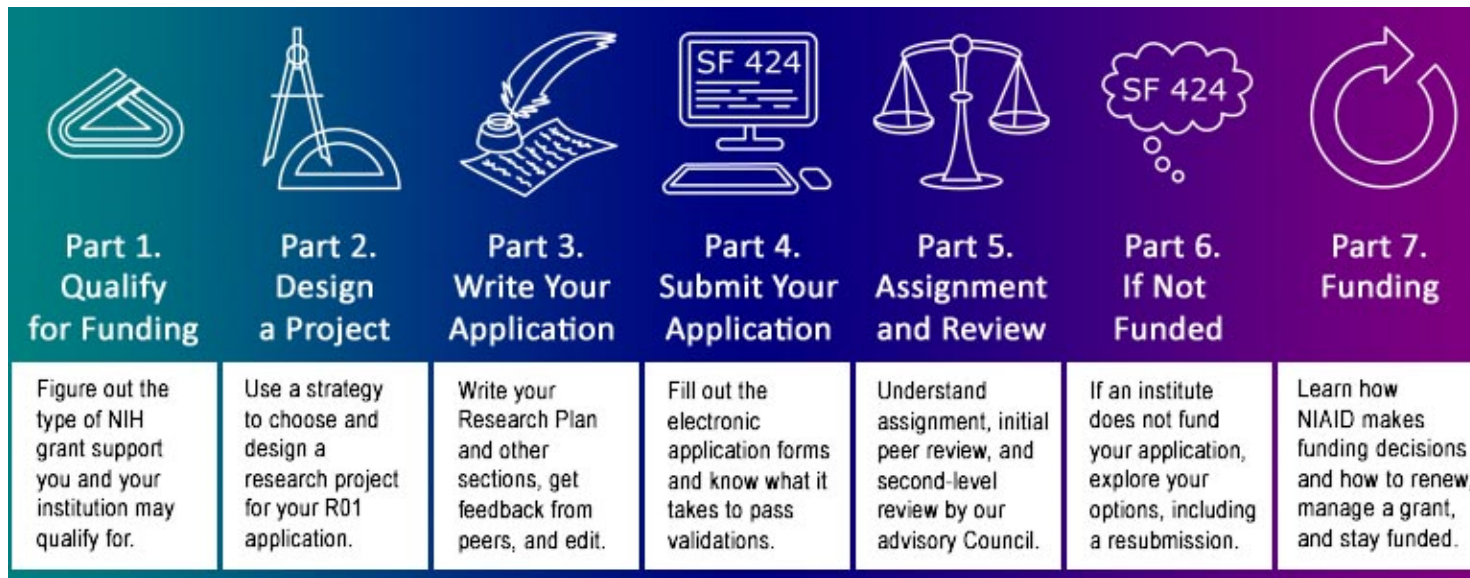 SF 424
SF 424
Part 1.
Qualify
for Funding
Part 2.
Design
a Project
Part 3.
Write Your
Application
Part 4.
Submit Your
Application
Part 5.
Assignment
and Review
Part 6.
If Not
Funded
Part 7.
Funding
Figure out the
type of NIH
grant support
you and your
institution may
qualify for.
Use a strategy
to choose and
design a
research project
for your R01
application.
Write your
Research Plan
and other
sections, get
feedback from
peers, and edit.
Fill out the
electronic
application forms
and know what it
takes to pass
validations.
Understand
assignment, initial
peer review, and
second-level
review by our
advisory Council.
If an institute
does not fund
your application,
explore your
options, including
a resubmission.
Learn how
NIAID makes
funding decisions
and how to renew,
manage a grant,
and stay funded.